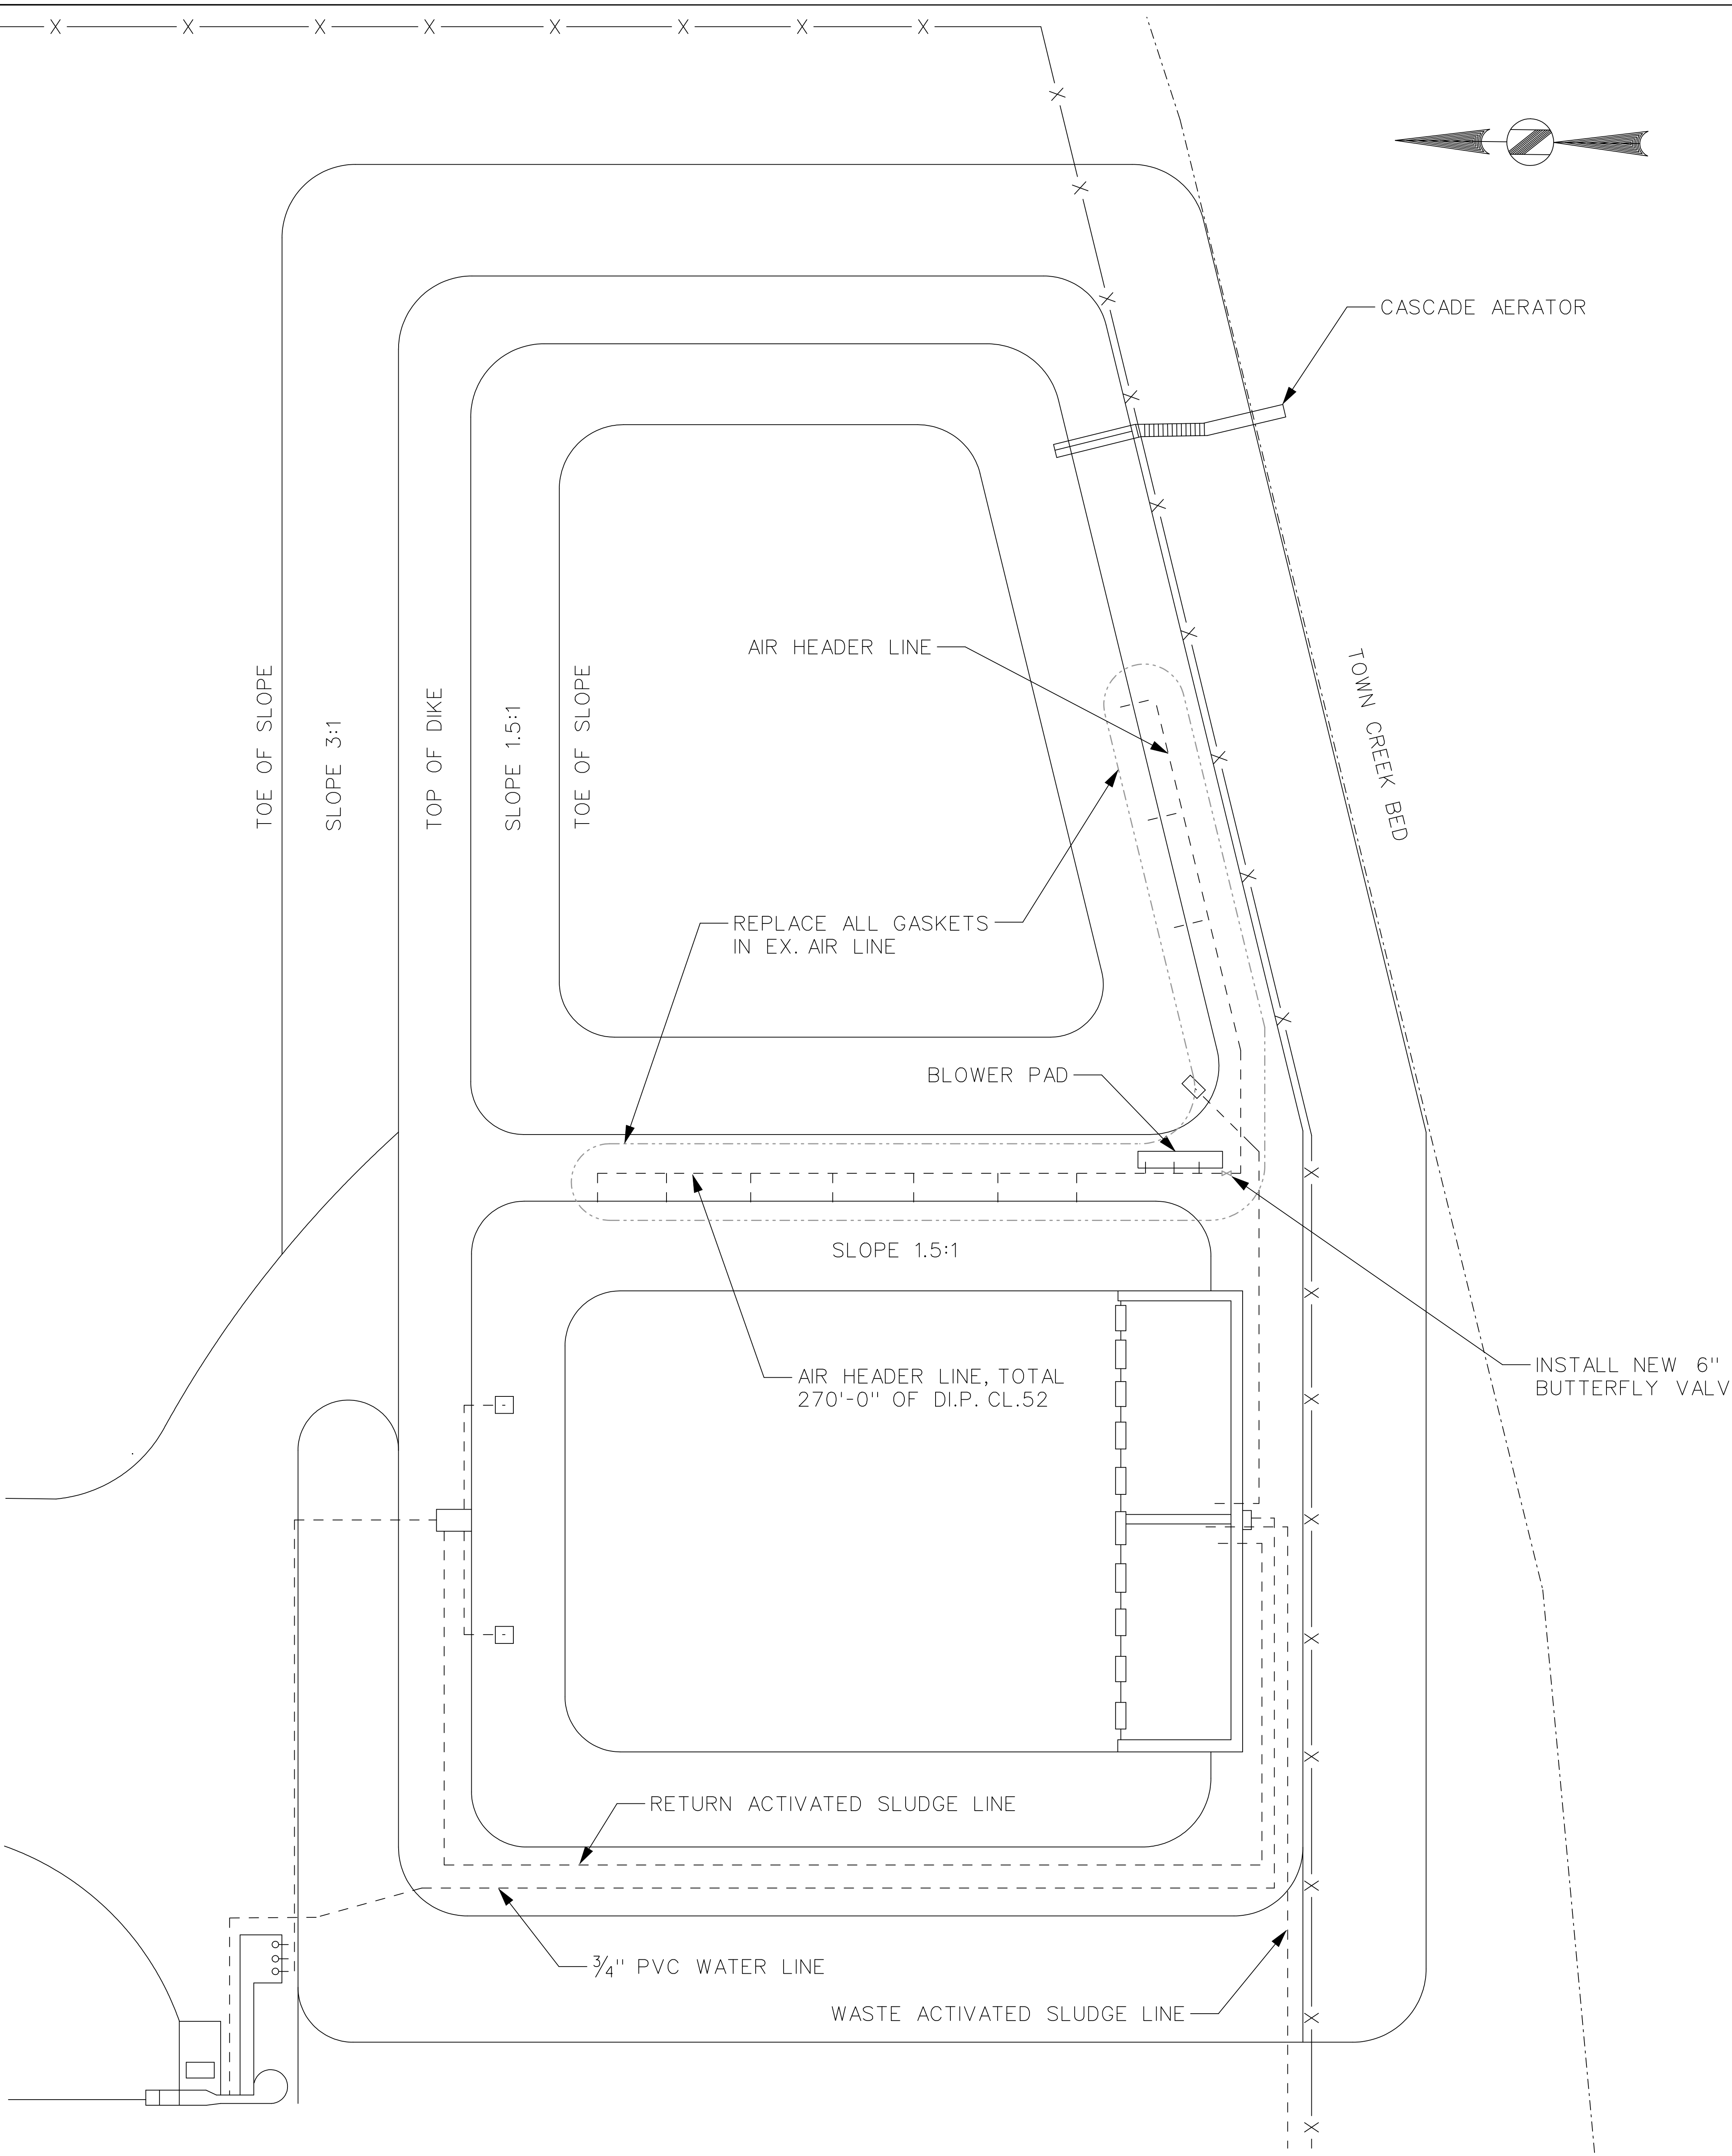 CASCADE AERATOR
AIR HEADER LINE
TOE OF SLOPE
SLOPE 3:1
TOP OF DIKE
SLOPE 1.5:1
TOE OF SLOPE
TOWN CREEK BED
REPLACE ALL GASKETS
IN EX. AIR LINE
BLOWER PAD
SLOPE 1.5:1
AIR HEADER LINE, TOTAL
270'-0" OF DI.P. CL.52
INSTALL NEW 6"
BUTTERFLY VALV
RETURN ACTIVATED SLUDGE LINE
3/4" PVC WATER LINE
WASTE ACTIVATED SLUDGE LINE